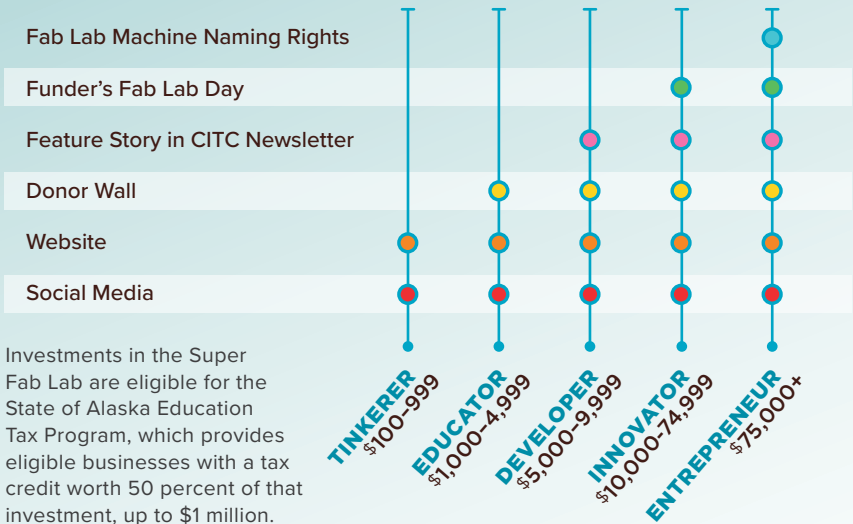 Fab Lab Machine Naming Rights
Funder’s Fab Lab Day
Feature Story in CITC Newsletter
Donor Wall
Website
Social Media
Investments in the Super
Fab Lab are eligible for the
State of Alaska Education
Tax Program, which provides
eligible businesses with a tax
credit worth 50 percent of that
investment, up to $1 million.
TINKERER
$100–999
EDUCATOR
$1,000–4,999
DEVELOPER
$5,000–9,999
INNOVATOR
$10,000-74,999
ENTREPRENEUR
$75,000+